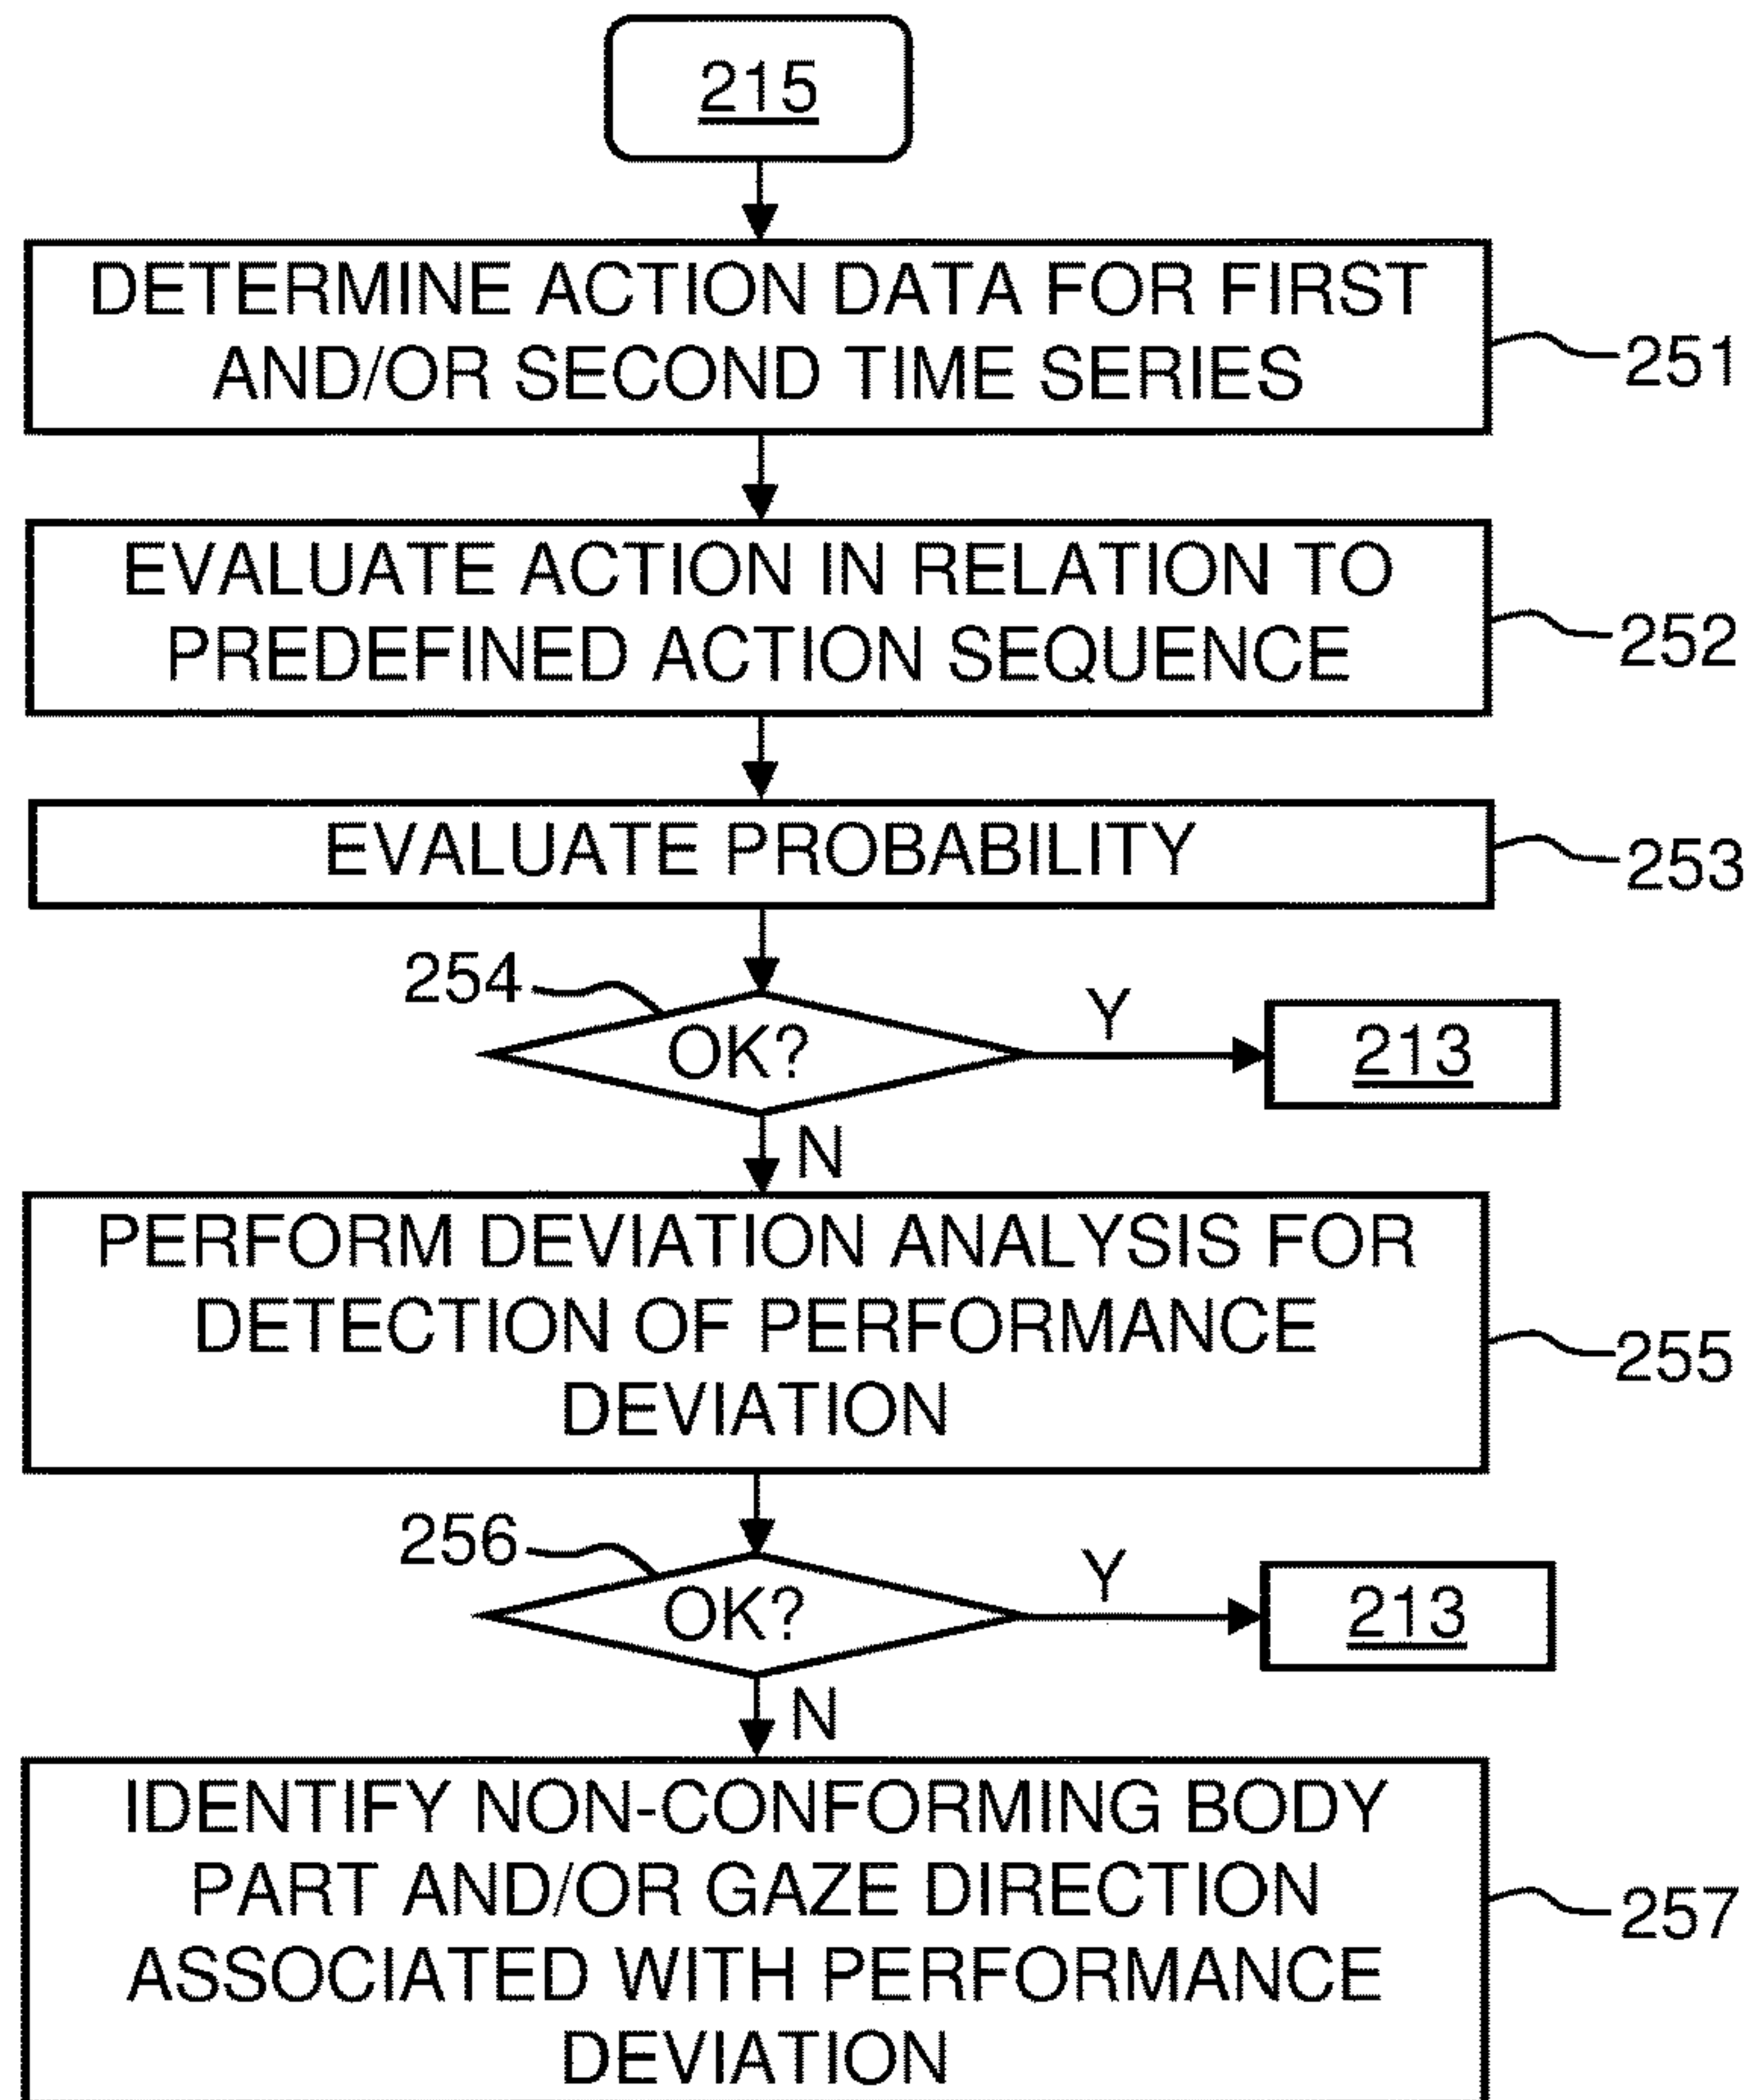 215
DETERMINE ACTION DATA FOR FIRST
AND/OR SECOND TIME SERIES
251
EVALUATE ACTION IN RELATION TO
PREDEFINED ACTION SEQUENCE
252
EVALUATE PROBABILITY
253
254
OK?
Y
213
N
PERFORM DEVIATION ANALYSIS FOR
DETECTION OF PERFORMANCE
DEVIATION
255
256
OK?
Y
213
N
IDENTIFY NON-CONFORMING BODY
PART AND/OR GAZE DIRECTION
ASSOCIATED WITH PERFORMANCE
DEVIATION
257